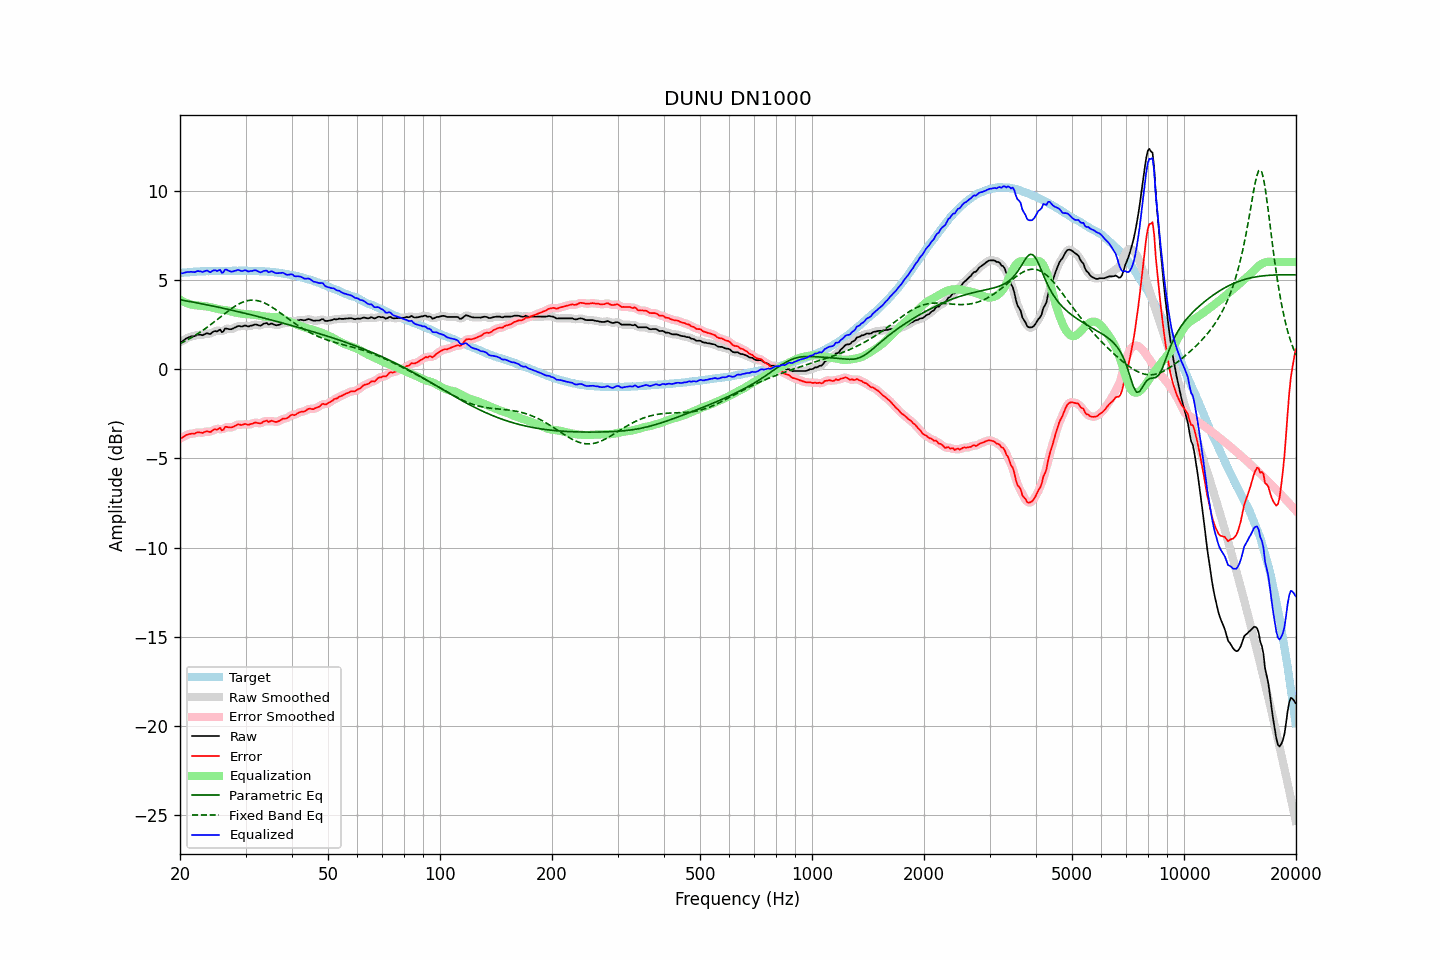 DUNU DN1000
Amplitude (dBr)
10
5
0
−5
−10
−15
−20
−25
Target
Raw Smoothed
Error Smoothed
Raw
Error
Equalization
Parametric Eq
Fixed Band Eq
Equalized
20 50 100 200 500 1000 2000 5000 10000 20000
Frequency (Hz)